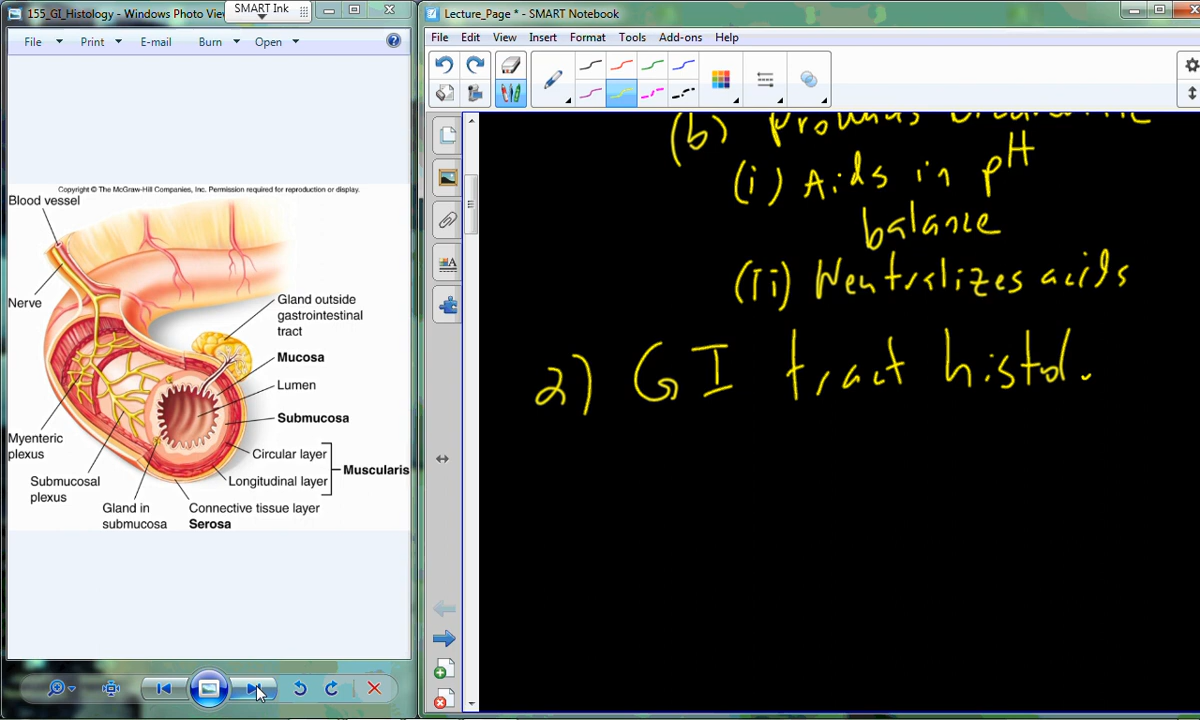 155_GI_Histology - Windows Photo View
SMART Ink
File Print E-mail Burn Open
Copyright © The McGraw-Hill Companies, Inc. Permission required for reproduction or display.
Blood vessel
Nerve
Gland outside
gastrointestinal
tract
Mucosa
Lumen
Submucosa
Circular layer
Muscularis
Longitudinal layer
Myenteric
plexus
Submucosal
plexus
Gland in
submucosa
Connective tissue layer
Serosa
Lecture_Page * - SMART Notebook
File Edit View Insert Format Tools Add-ons Help
(b)
(i) Aids in pH
balance
(ii) Neutralizes acids
2) GI tract histol.